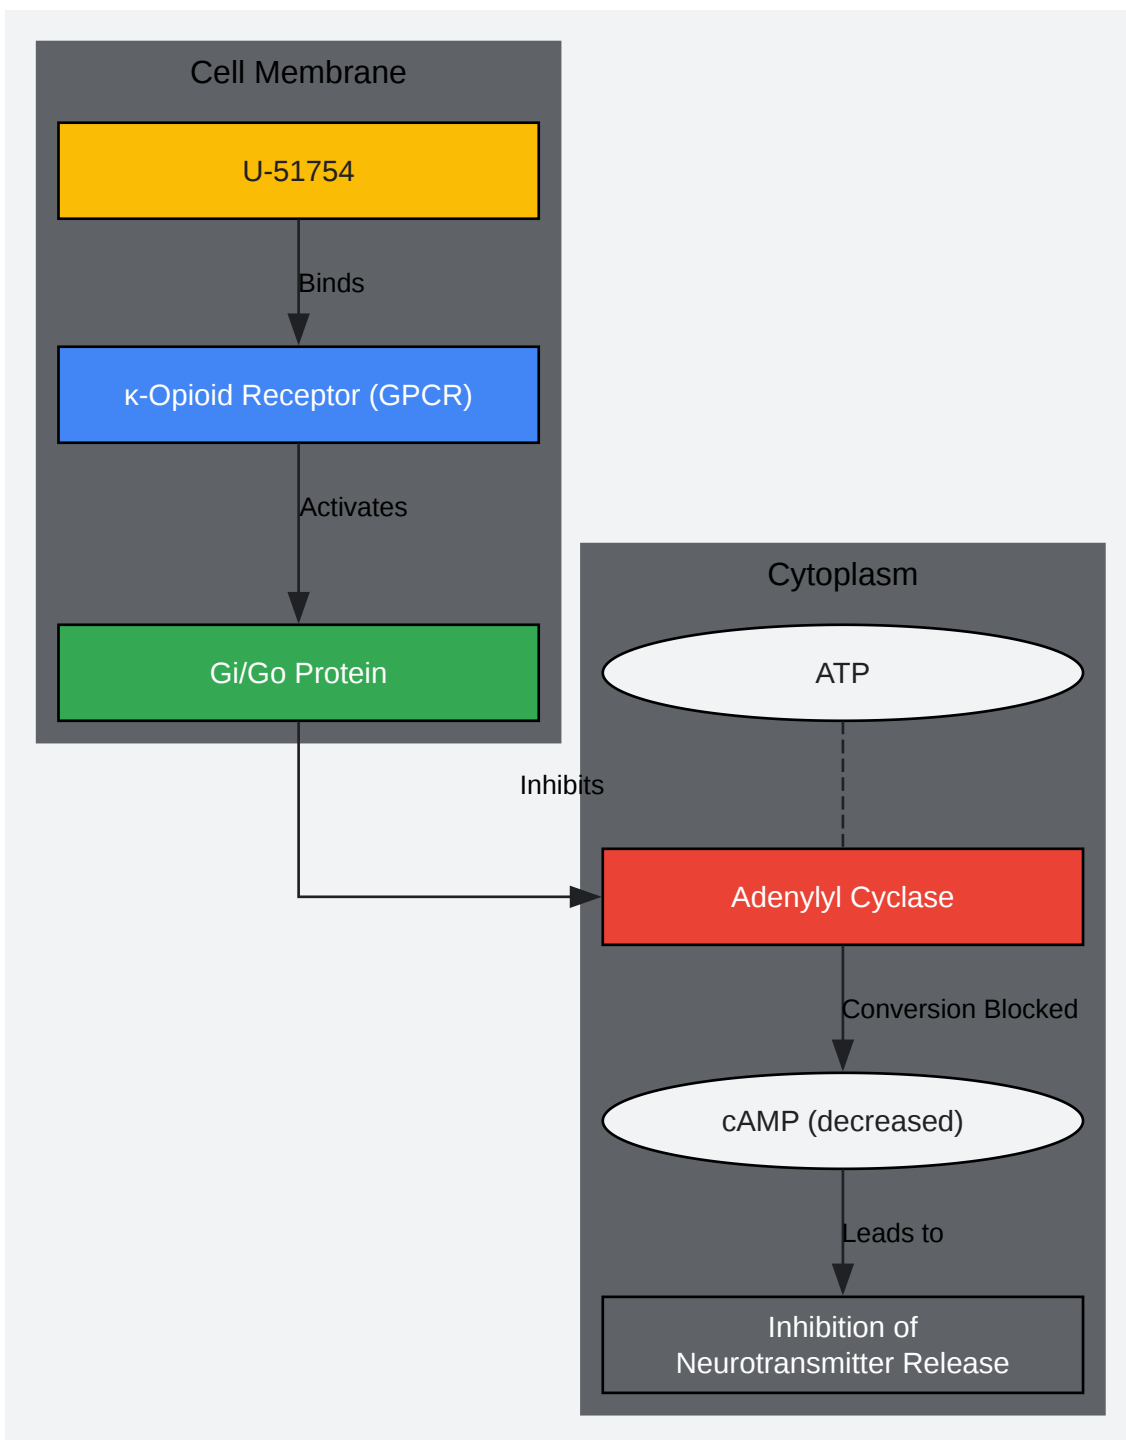 Cell Membrane
U-51754
Binds
κ-Opioid Receptor (GPCR)
Activates
Gi/Go Protein
Inhibits
Cytoplasm
ATP
Adenylyl Cyclase
Conversion Blocked
cAMP (decreased)
Leads to
Inhibition of
Neurotransmitter Release